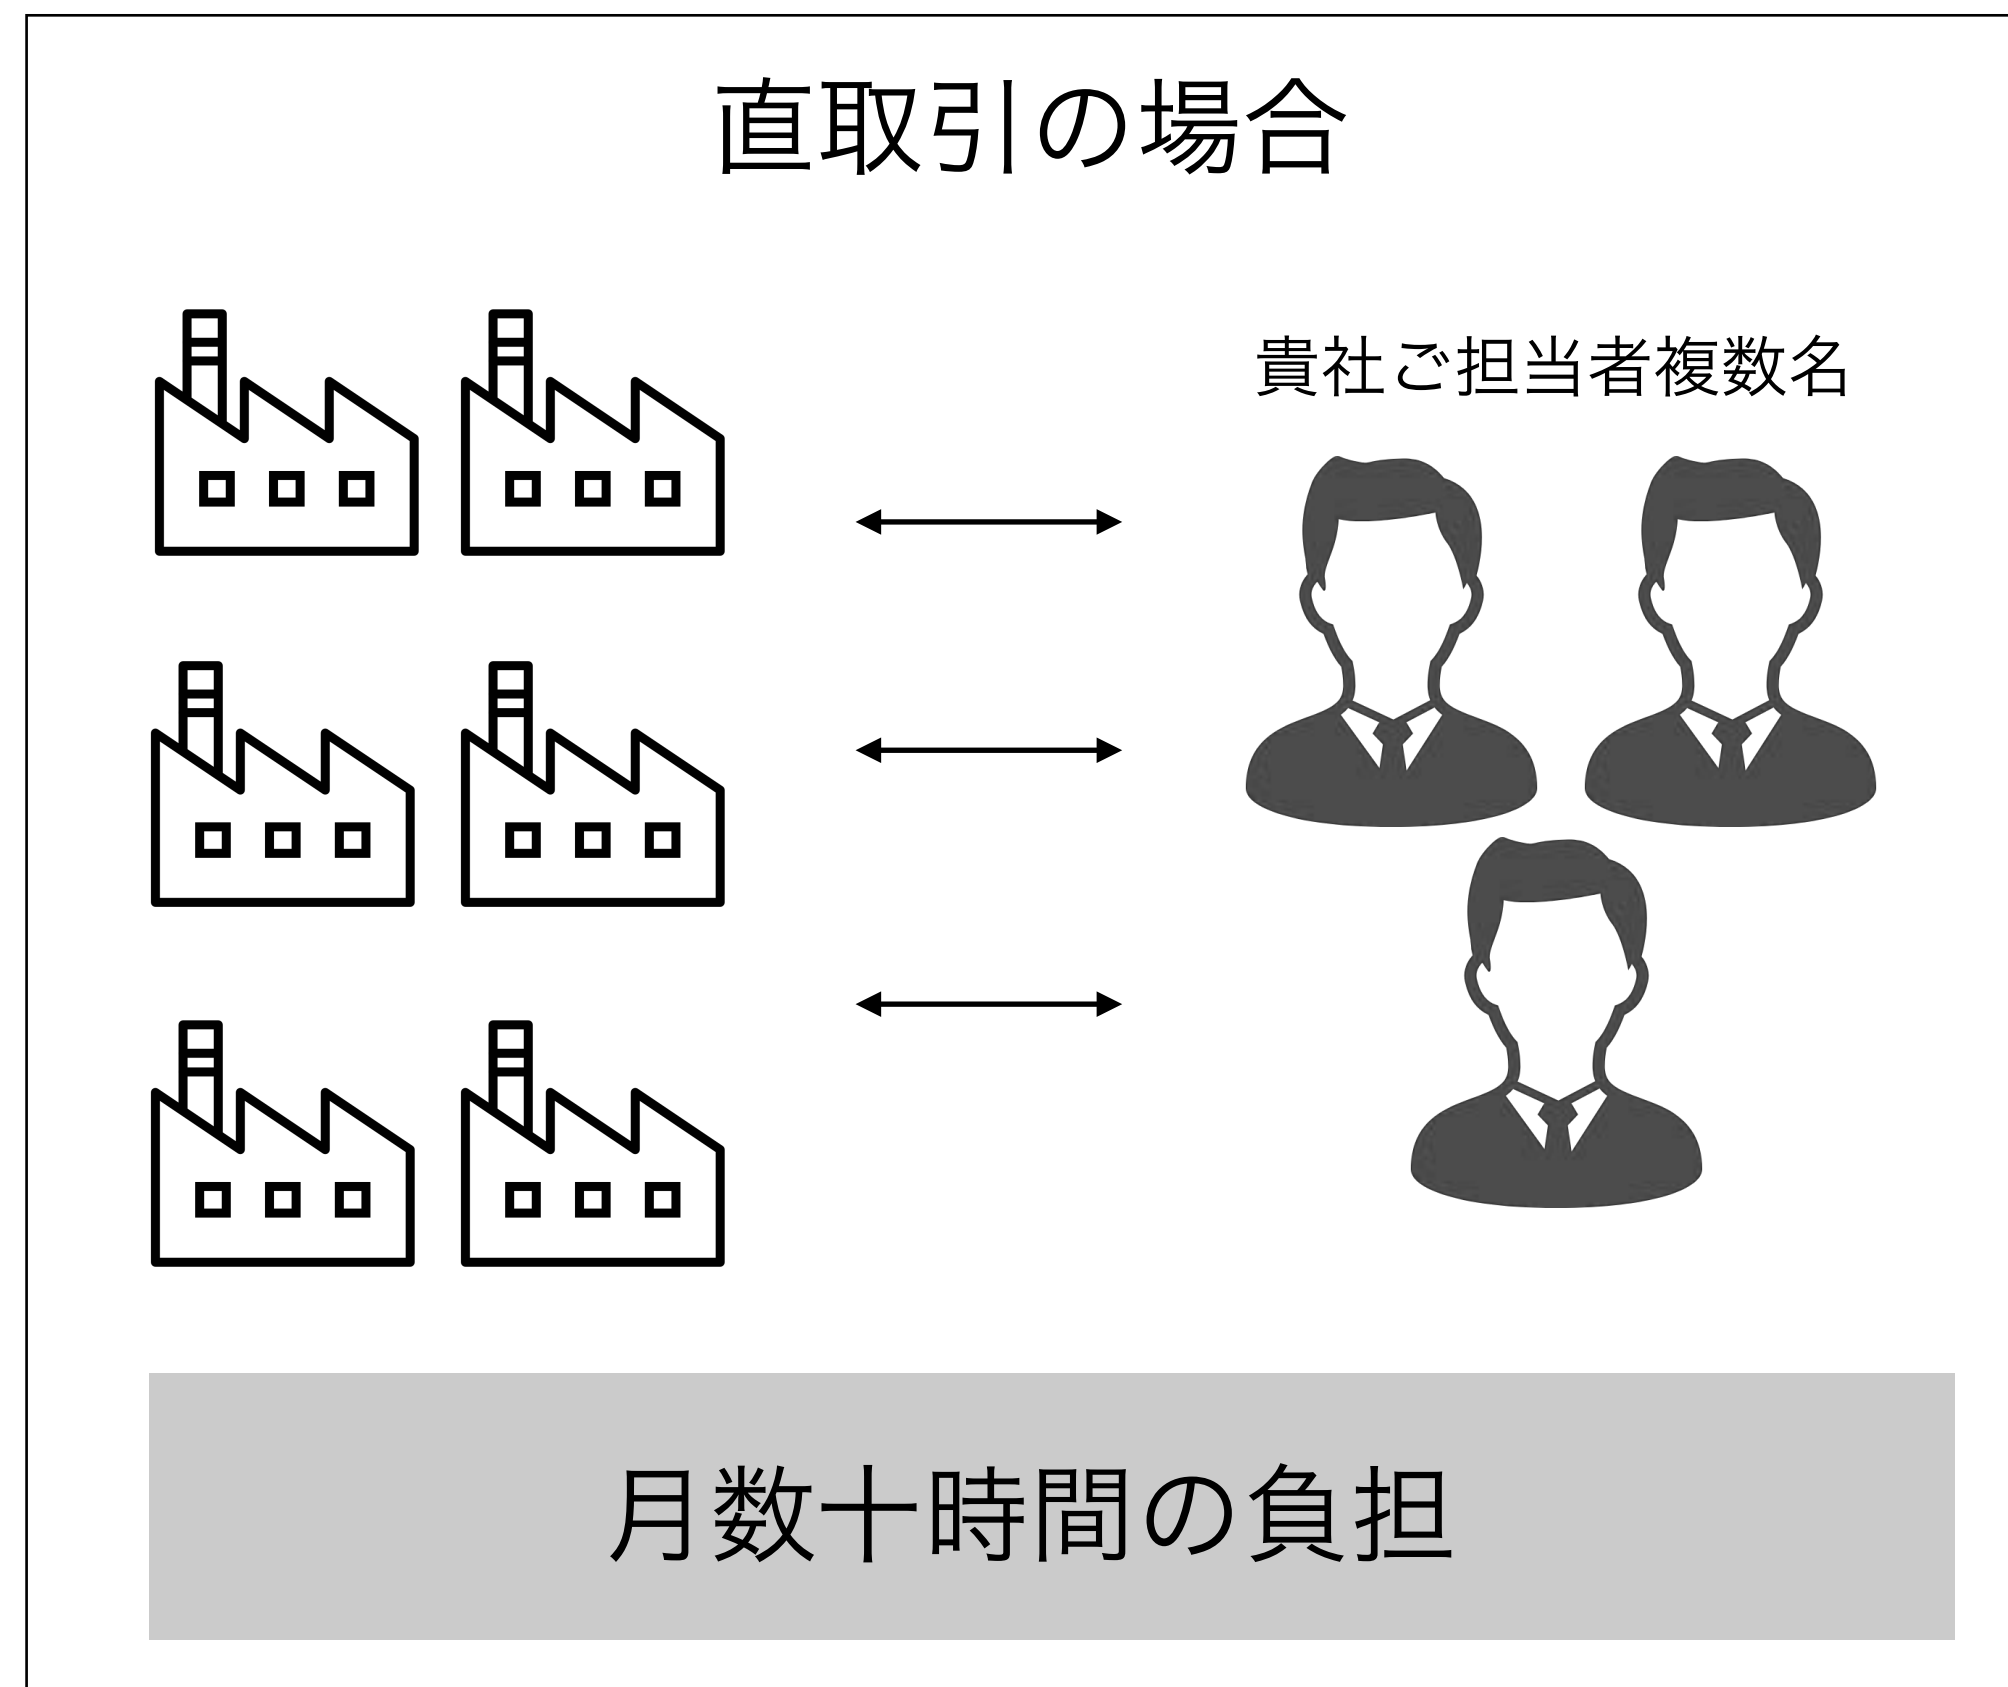 直取引の場合
貴社ご担当者複数名
月数十時間の負担